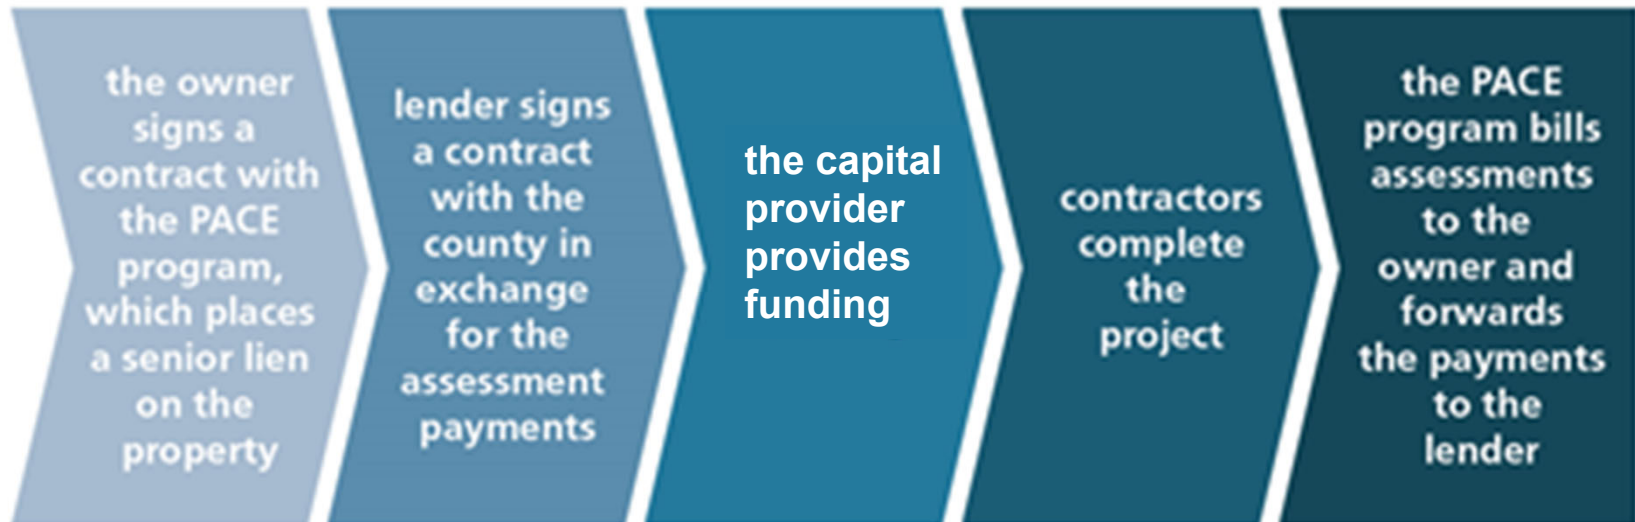 the owner
signs a
contract with
the PACE
program,
which places
a senior lien
on the
property
lender signs
a contract
with the
county in
exchange
for the
assessment
payments
the capital
provider
provides
funding
contractors
complete
the
project
the PACE
program bills
assessments
to the
owner and
forwards
the payments
to the
lender